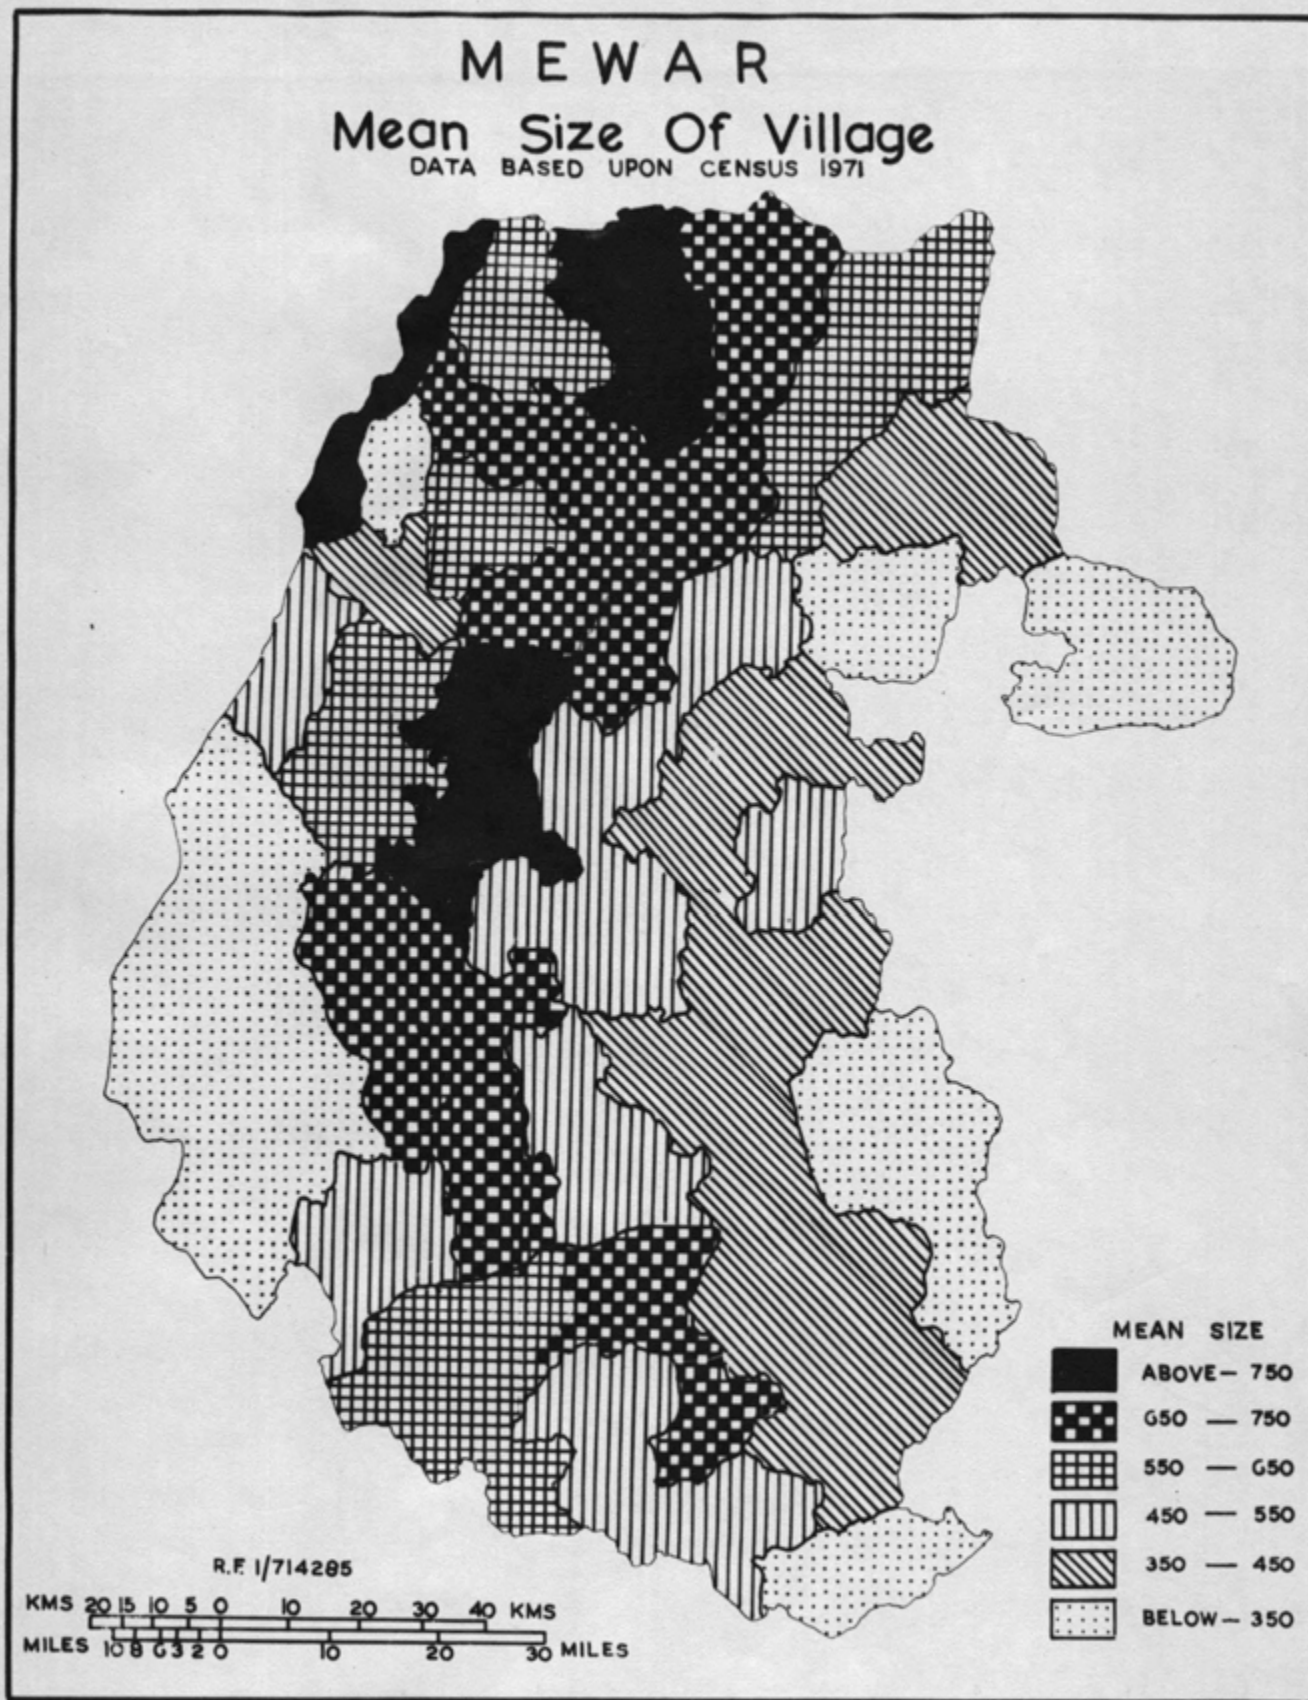 MEWAR
Mean Size Of Village
DATA BASED UPON CENSUS 1971
MEAN SIZE
ABOVE — 750
650 — 750
550 — 650
450 — 550
350 — 450
BELOW — 350
R.F. 1/714285
KMS 20 15 10 5 0 10 20 30 40 KMS
MILES 10 8 6 3 2 0 10 20 30 MILES